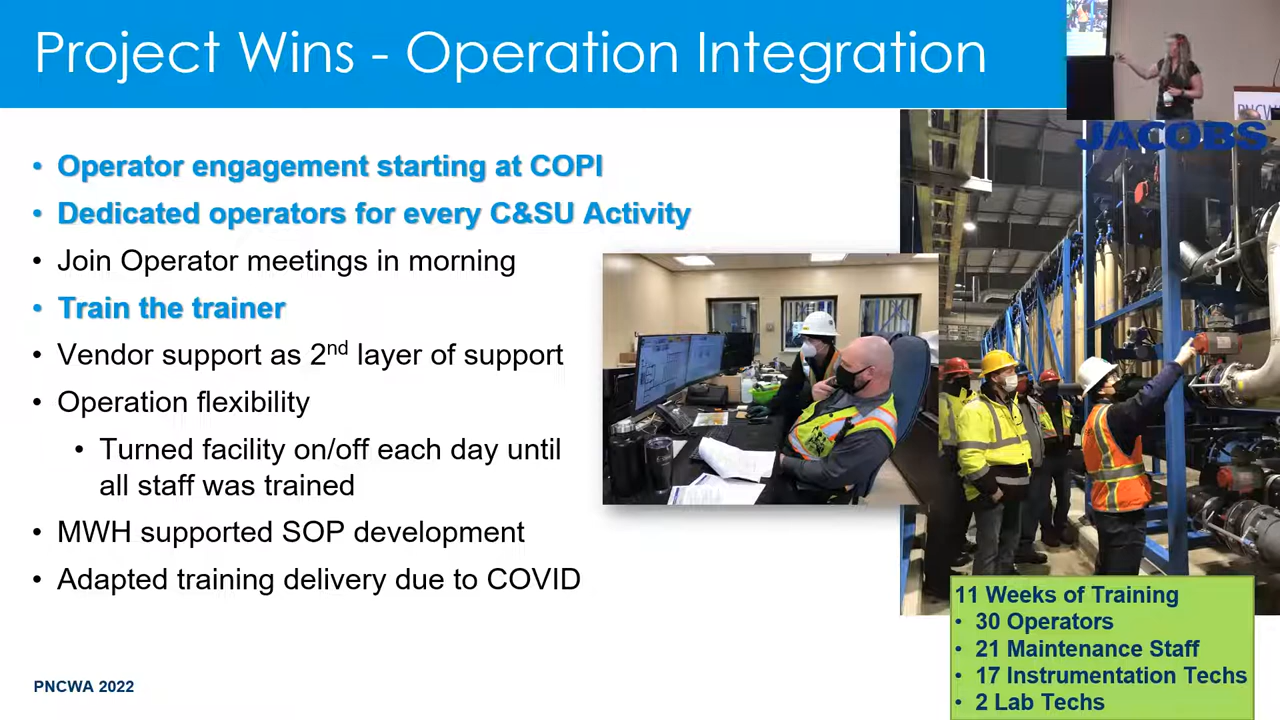 Project Wins - Operation Integration
PNCW
JACOBS
• Operator engagement starting at COPI
• Dedicated operators for every C&SU Activity
• Join Operator meetings in morning
• Train the trainer
• Vendor support as 2nd layer of support
• Operation flexibility
• Turned facility on/off each day until
all staff was trained
• MWH supported SOP development
• Adapted training delivery due to COVID
11 Weeks of Training
• 30 Operators
• 21 Maintenance Staff
• 17 Instrumentation Techs
• 2 Lab Techs
PNCWA 2022